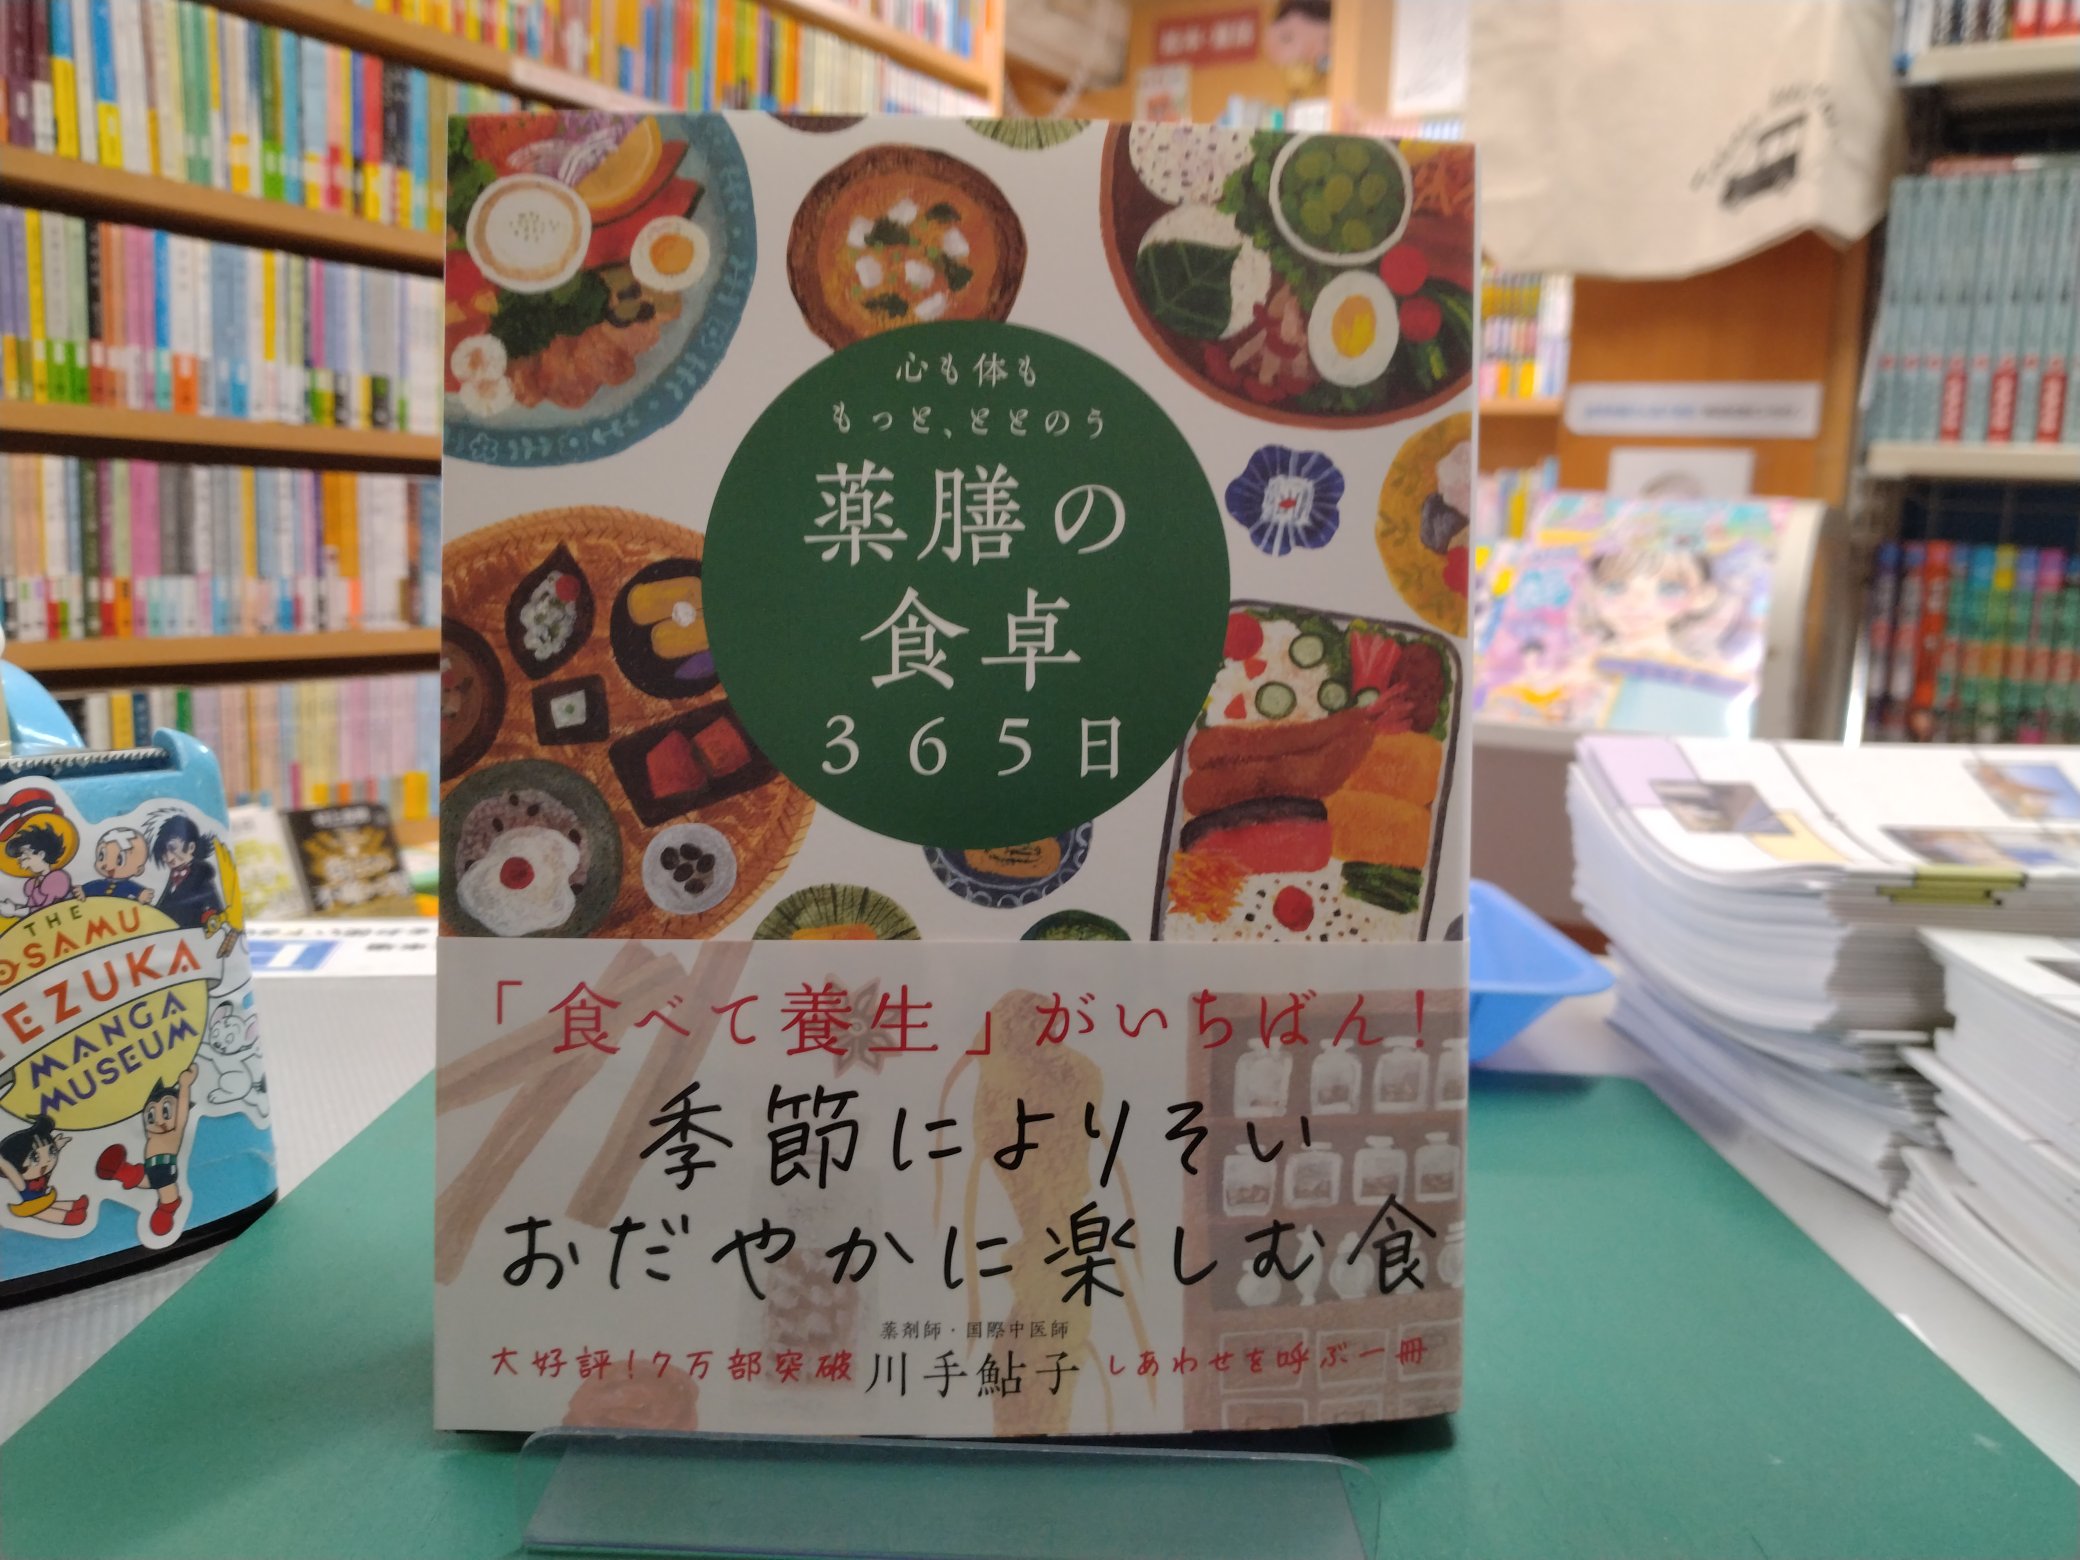 心も体も
もっと、ととのう
薬膳の
食卓
365日
「食べて養生」がいちばん!
季節によりそい
おだやかに楽しむ食
薬剤師・国際中医師
大好評!7万部突破 川手鮎子 しあわせを呼ぶ一冊
THE
OSAMU
TEZUKA
MANGA
MUSEUM